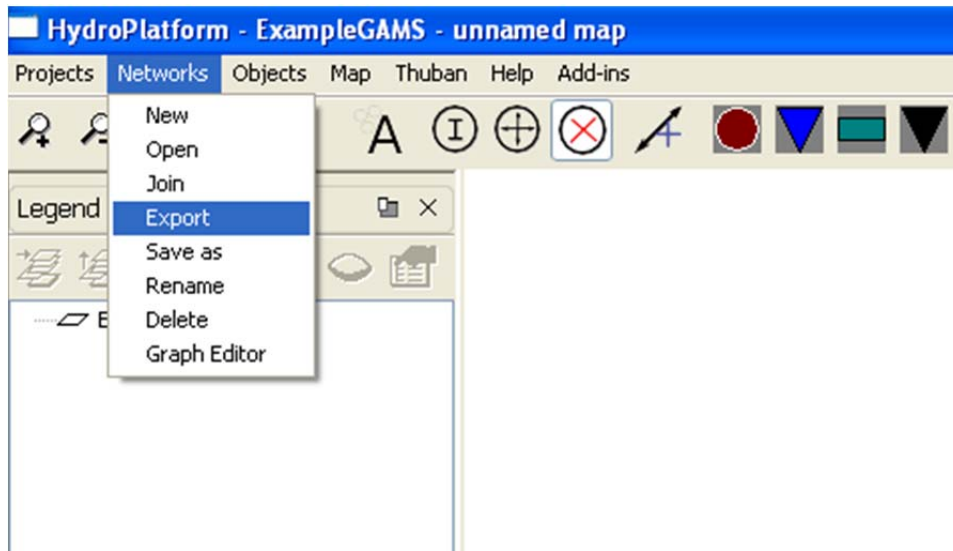 HydroPlatform - ExampleGAMS - unnamed map
Projects Networks Objects Map Thuban Help Add-ins
New
Open
Join
Export
Save as
Rename
Delete
Graph Editor
A I
Legend
E